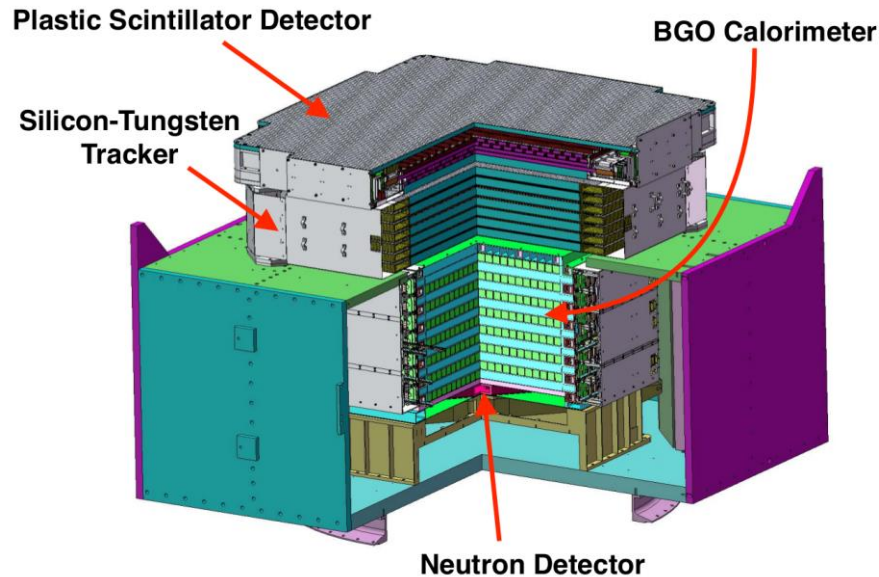 Plastic Scintillator Detector
BGO Calorimeter
Silicon-Tungsten
Tracker
Neutron Detector